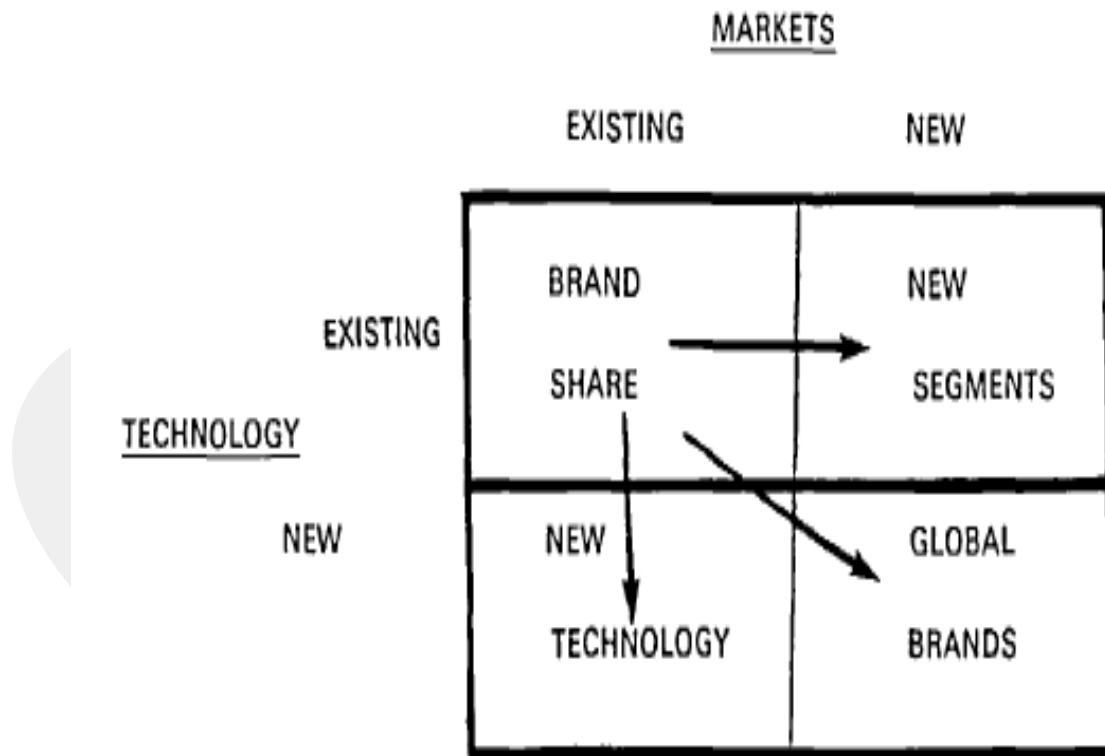 MARKETS
EXISTING NEW
BRAND NEW
EXISTING
SHARE SEGMENTS
TECHNOLOGY
NEW NEW GLOBAL
TECHNOLOGY BRANDS